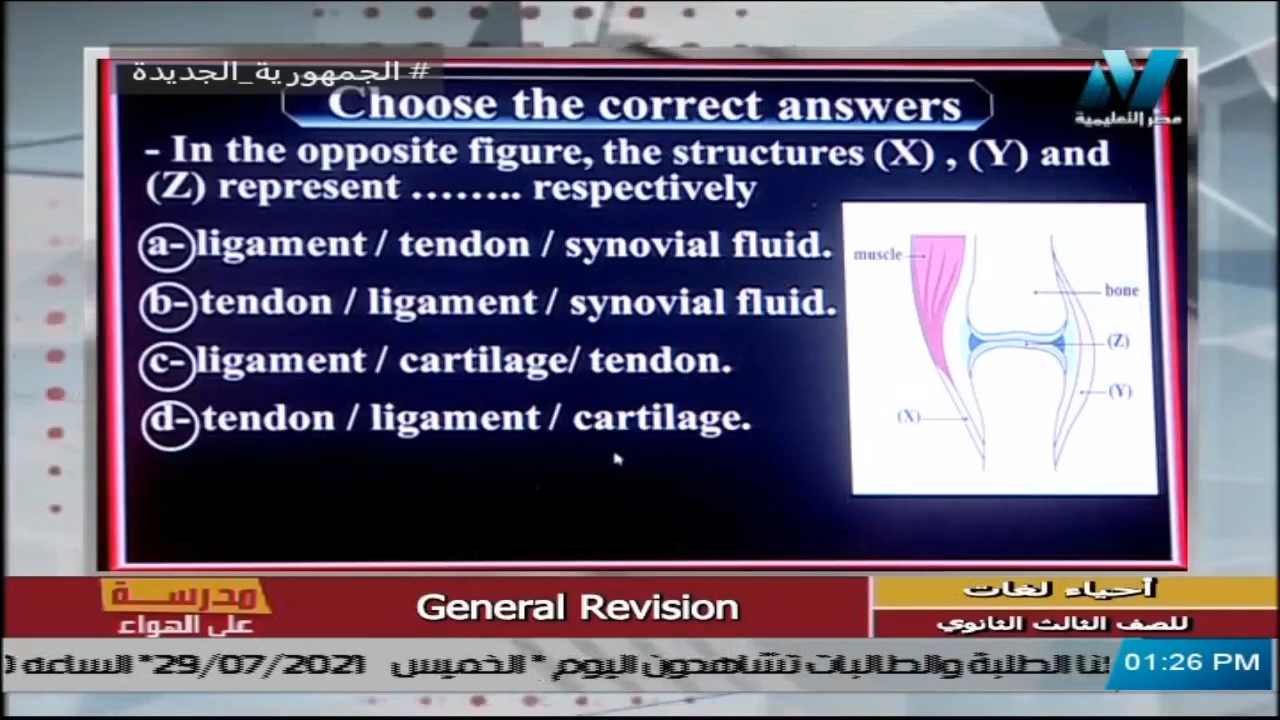 # الجمهورية_الجديدة
مصر التعليمية
Choose the correct answers
- In the opposite figure, the structures (X) , (Y) and
(Z) represent …….. respectively
a- ligament / tendon / synovial fluid.
b- tendon / ligament / synovial fluid.
c- ligament / cartilage/ tendon.
d- tendon / ligament / cartilage.
muscle
bone
(Z)
(Y)
(X)
مدرسة
على الهواء
General Revision
أحياء لغات
للصف الثالث الثانوي
الطلبة والطالبات تشاهدون اليوم * الخميس 29/07/2021* الساعه
01:26 PM